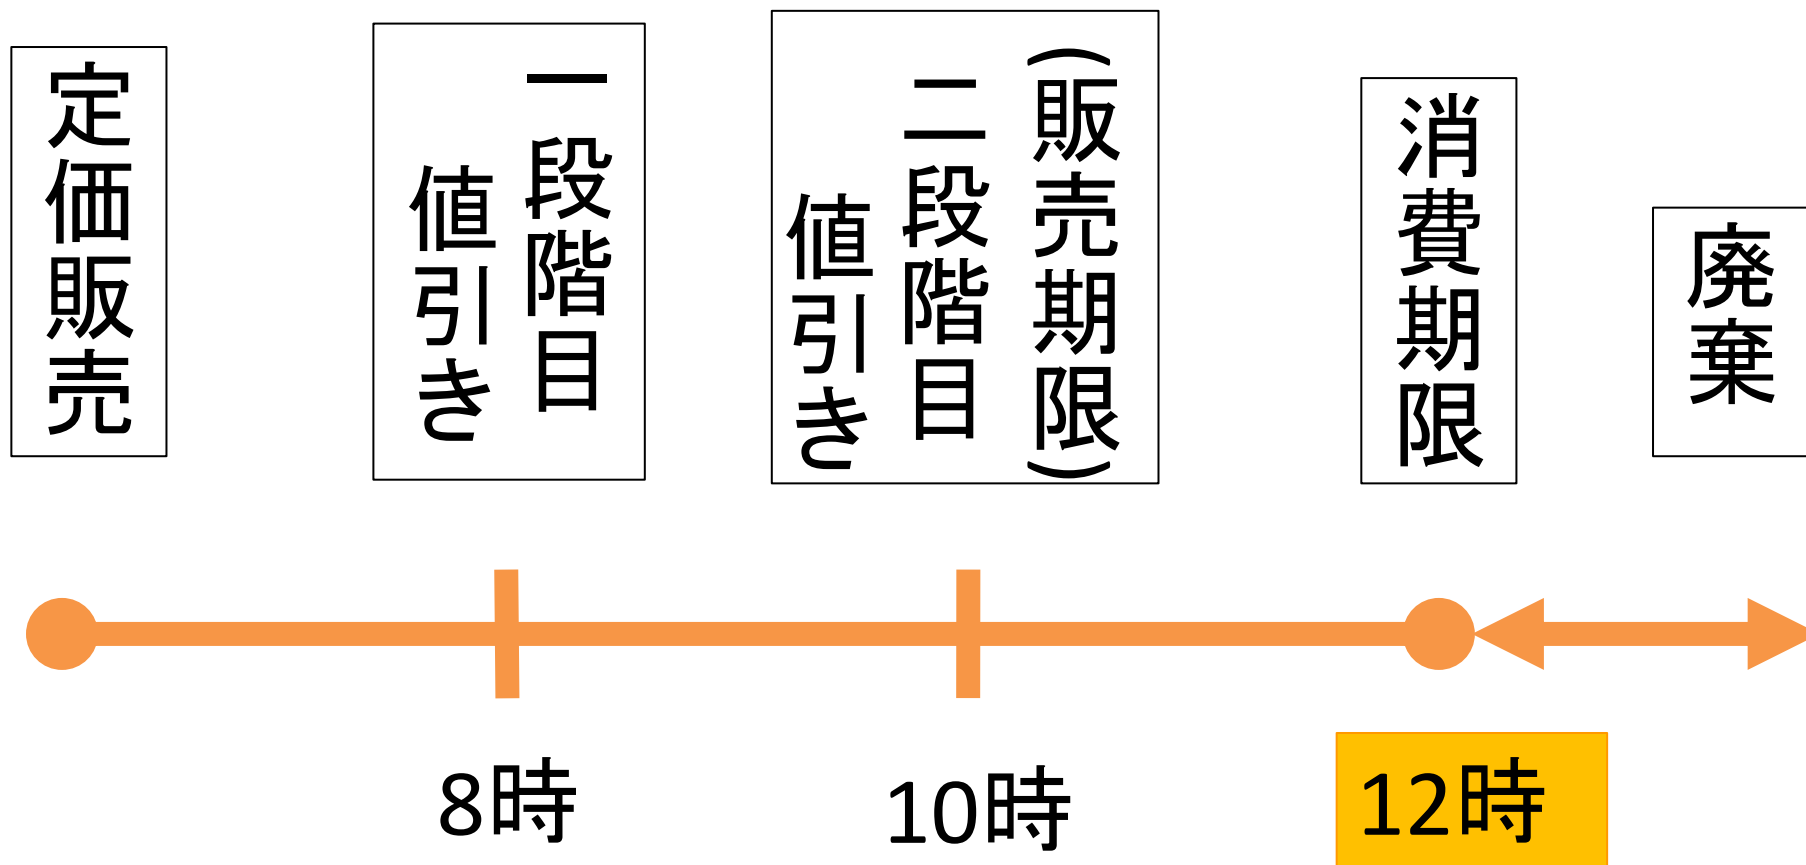 定価販売
一段階目
値引き
(販売期限)
二段階目
値引き
消費期限
廃棄
8時
10時
12時